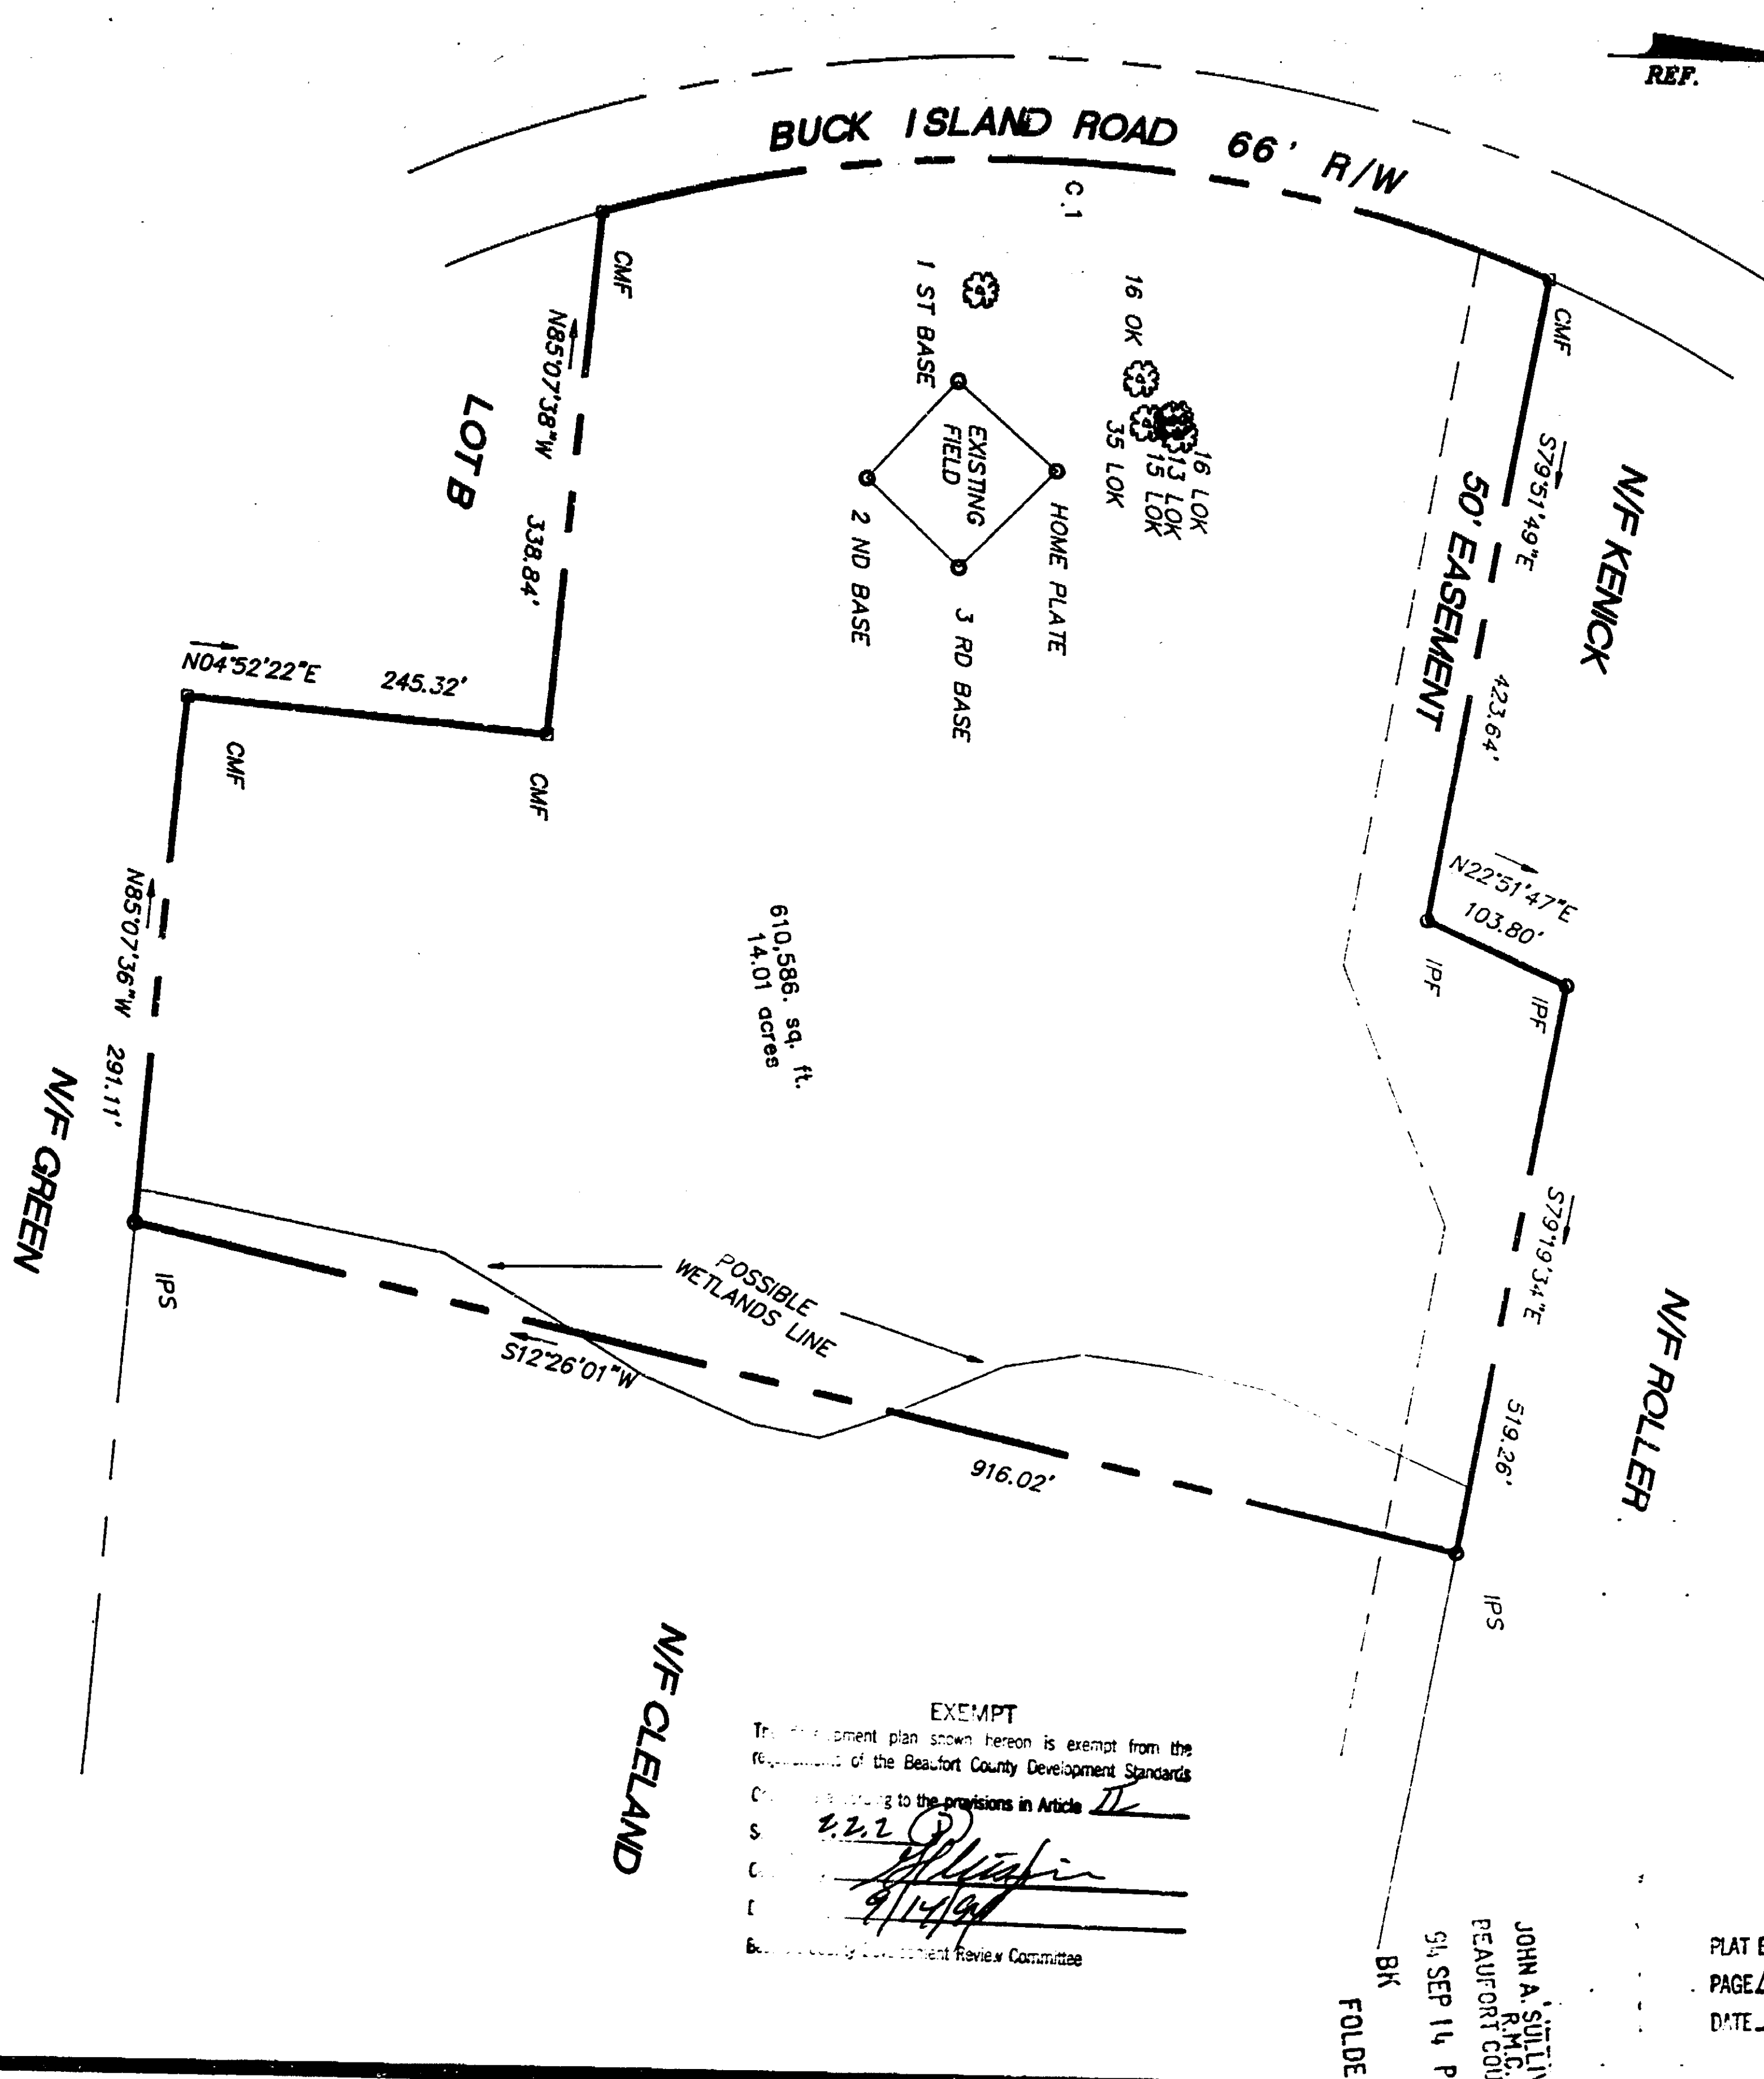 REF.
BUCK ISLAND ROAD 66' R/W
C.1
CMF
CMF
N85°07'38"W 338.84'
LOT B
1 ST BASE
16 OK
16 LOK
13 LOK
15 LOK
35 LOK
EXISTING
FIELD
HOME PLATE
2 ND BASE
3 RD BASE
S79°51'49"E 423.64'
50' EASEMENT
N/F KENICK
N04°52'22"E 245.32'
CMF
CMF
N22°51'47"E
103.80'
IPF
IPF
610,586. sq. ft.
14.01 acres
N85°07'36"W 291.11'
N/F GREEN
S79°19'34"E 519.26'
N/F ROLLER
POSSIBLE
WETLANDS LINE
IPS
S12°26'01"W
916.02'
IPS
N/F CLELAND
EXEMPT
plan shown hereon is exempt from the
of the Beaufort County Development Standards
to the provisions in Article II
2.2.2
9/14/94
Review Committee
BK
FOLDE
94 SEP 14 P
BEAUFORT COU
R.M.C.
JOHN A. SULLIV
PLAT B
PAGE
DATE